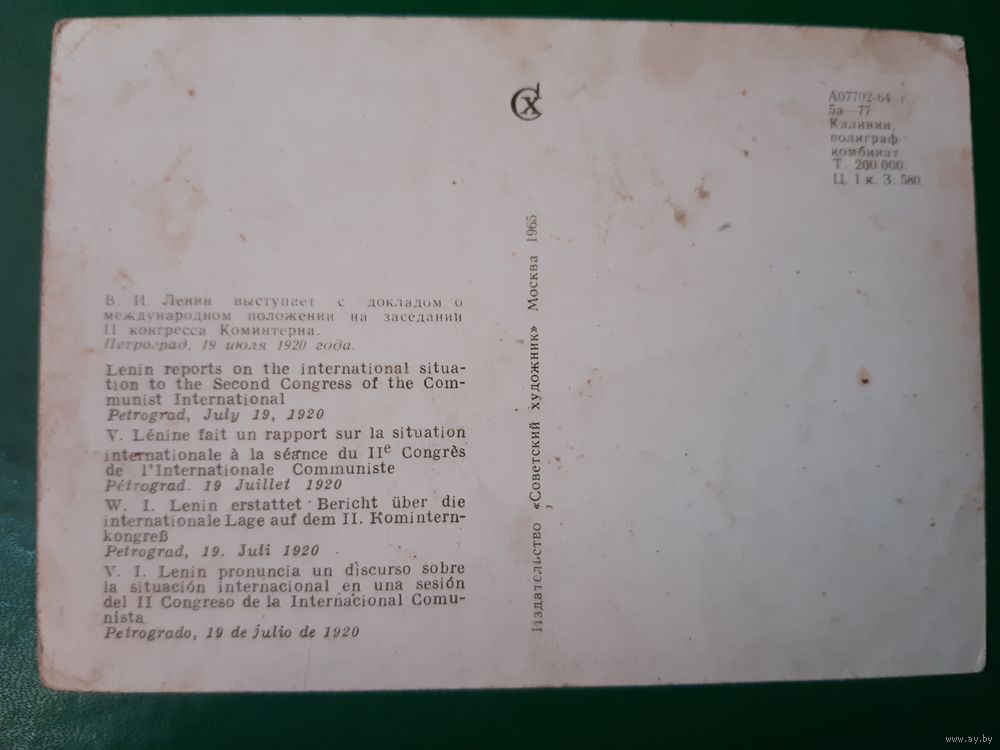 В. И. Ленин выступает с докладом о
международном положении на заседании
II конгресса Коминтерна.
Петроград, 19 июля 1920 года.
Lenin reports on the international situa-
tion to the Second Congress of the Com-
munist International
Petrograd, July 19, 1920
V. Lénine fait un rapport sur la situation
internationale à la séance du IIe Congrès
de l'Internationale Communiste
Pétrograd. 19 Juillet 1920
W. I. Lenin erstattet Bericht über die
internationale Lage auf dem II. Komintern-
kongreß
Petrograd, 19. Juli 1920
V. I. Lenin pronuncia un discurso sobre
la situación internacional en una sesión
del II Congreso de la Internacional Comu-
nista
Petrogrado, 19 de julio de 1920
Издательство «Советский художник» Москва 1965
СХ
А07702-64 г
5а—77
Калинин,
полиграф-
комбинат
Т. 200 000.
Ц. 1 к. З. 580.
www.ay.by